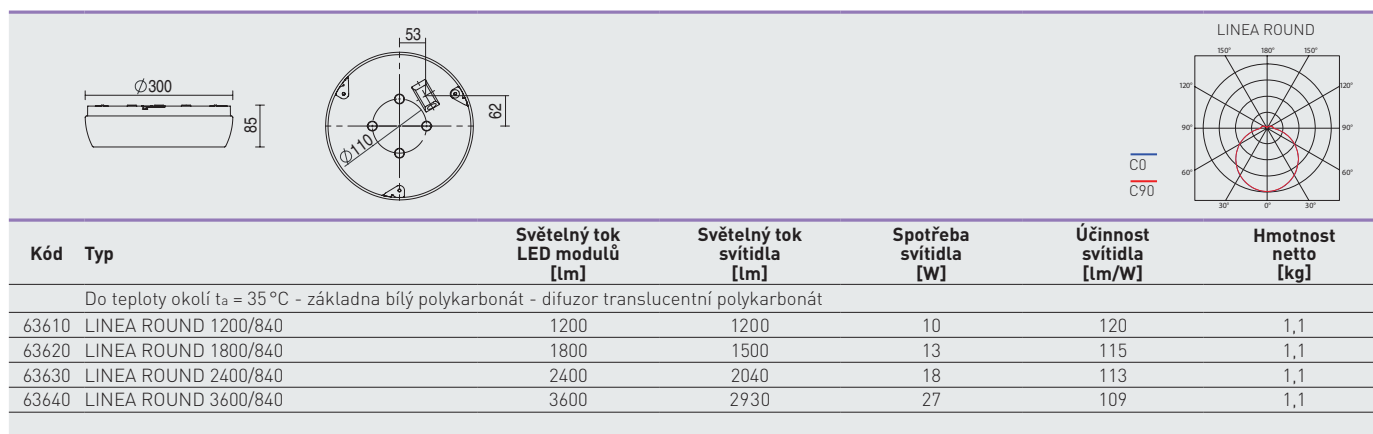 53
Ø300
85
Ø110
62
LINEA ROUND
150° 180° 150°
120° 120°
90° 90°
60° 60°
30° 0° 30°
C0
C90
Kód Typ Světelný tok LED modulů [lm] Světelný tok svítidla [lm] Spotřeba svítidla [W] Účinnost svítidla [lm/W] Hmotnost netto [kg]
Do teploty okolí ta = 35°C - základna bílý polykarbonát - difuzor translucentní polykarbonát
63610 LINEA ROUND 1200/840 1200 1200 10 120 1,1
63620 LINEA ROUND 1800/840 1800 1500 13 115 1,1
63630 LINEA ROUND 2400/840 2400 2040 18 113 1,1
63640 LINEA ROUND 3600/840 3600 2930 27 109 1,1